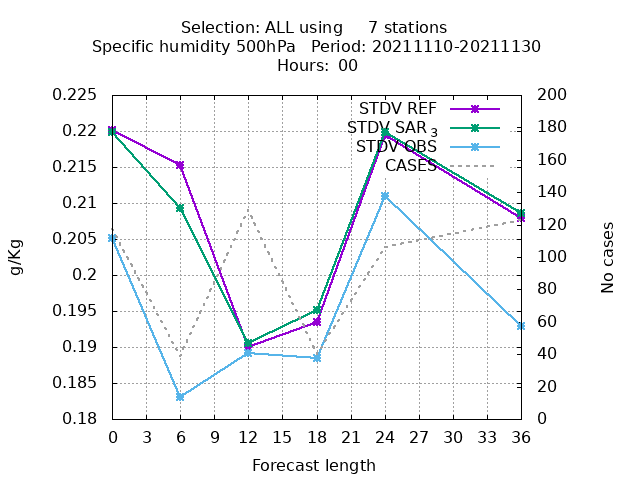 Selection: ALL using     7 stations
Specific humidity 500hPa   Period: 20211110-20211130
Hours: 00
0.225
0.22
0.215
0.21
0.205
0.2
0.195
0.19
0.185
0.18
g/Kg
STDV REF
STDV SAR 3
STDV OBS
CASES
200
180
160
140
120
100
80
60
40
20
0
No cases
0 3 6 9 12 15 18 21 24 27 30 33 36
Forecast length